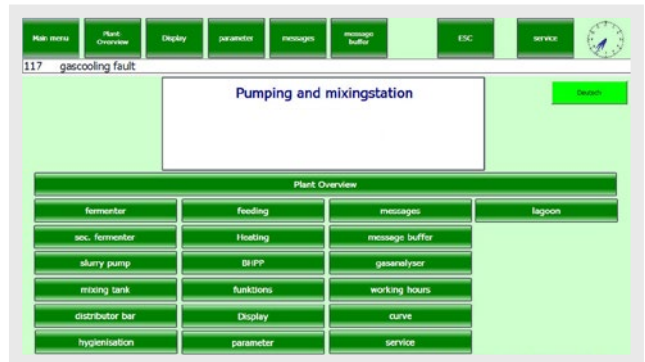 Main menu Plant Overview Display parameter messages message buffer ESC service
117 gascooling fault
Pumping and mixingstation
Deutsch
Plant Overview
fermenter feeding messages lagoon
sec. fermenter Heating message buffer
slurry pump BHPP gasanalyser
mixing tank funktions working hours
distributor bar Display curve
hygienisation parameter service